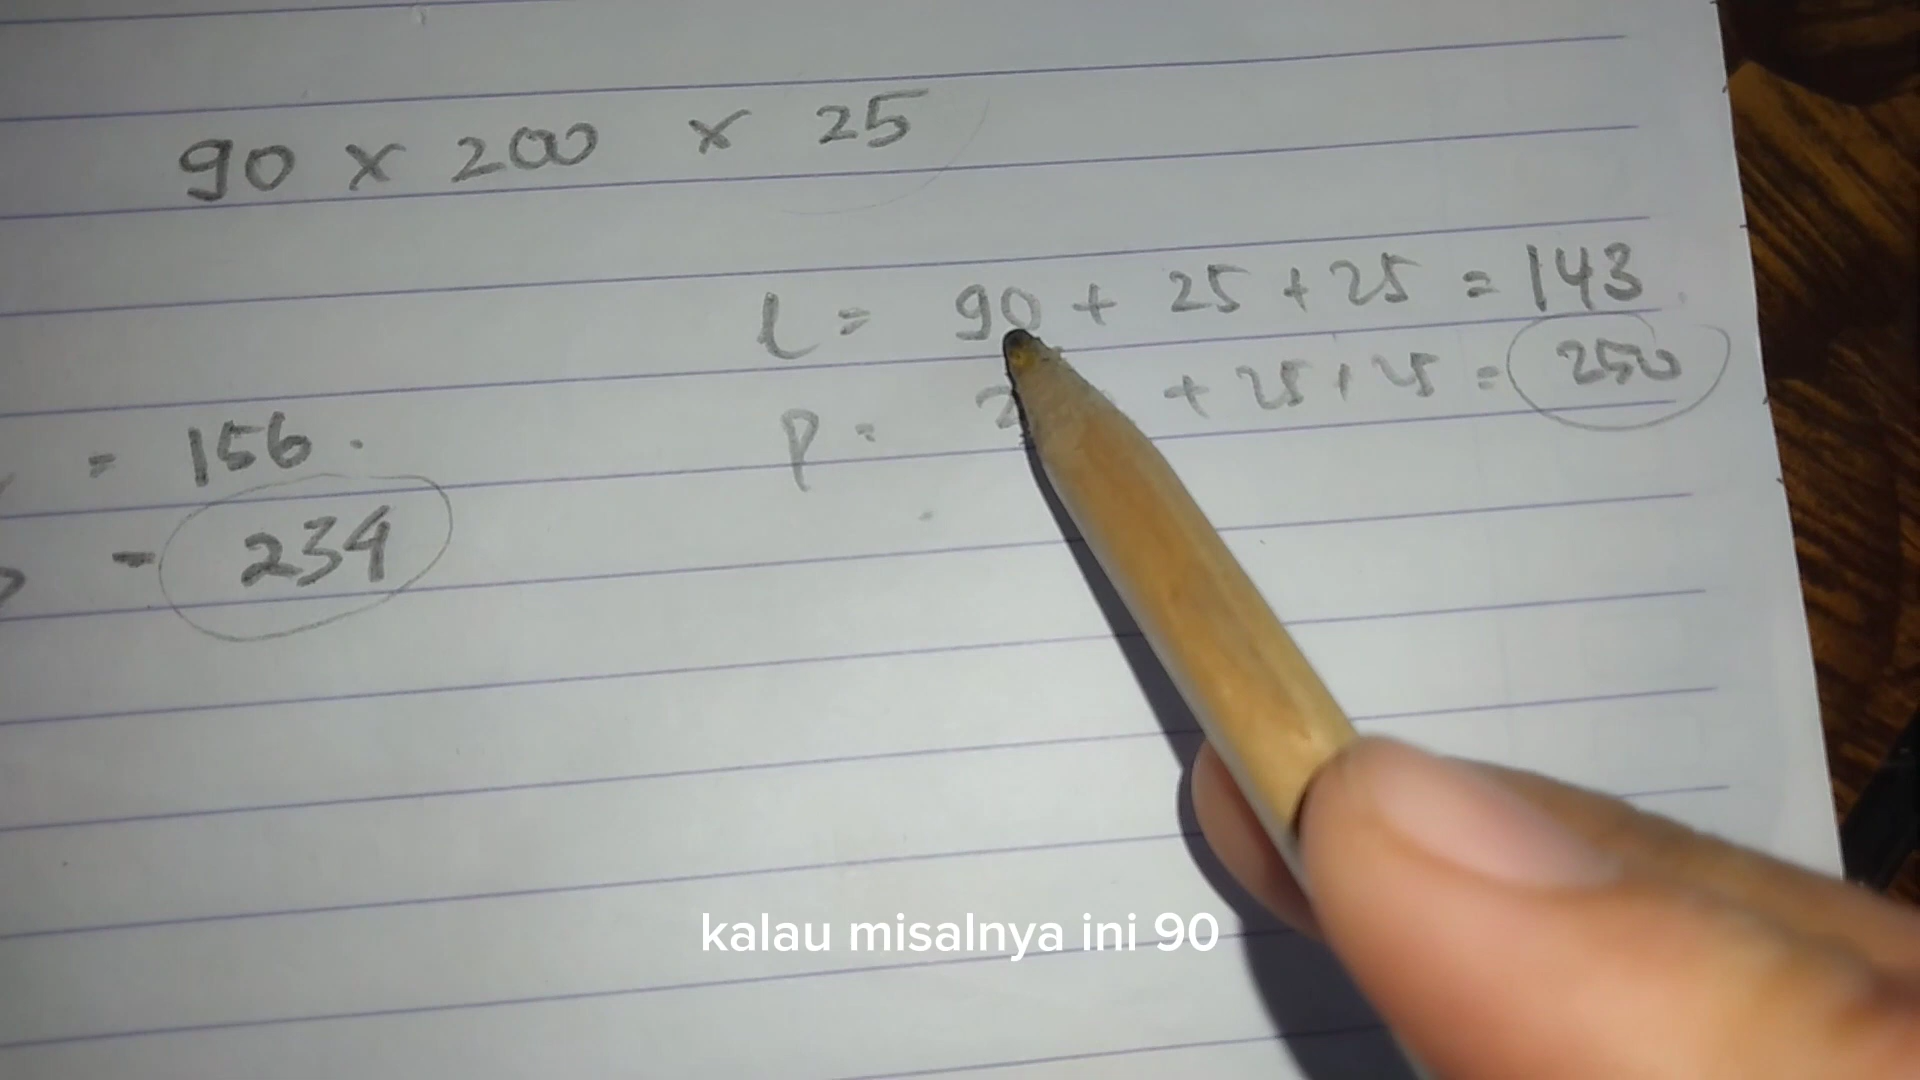 90 x 200 x 25
l = 90 + 25 + 25 = 143
p = + 25 + 25 = 250
= 156.
- 234
kalau misalnya ini 90